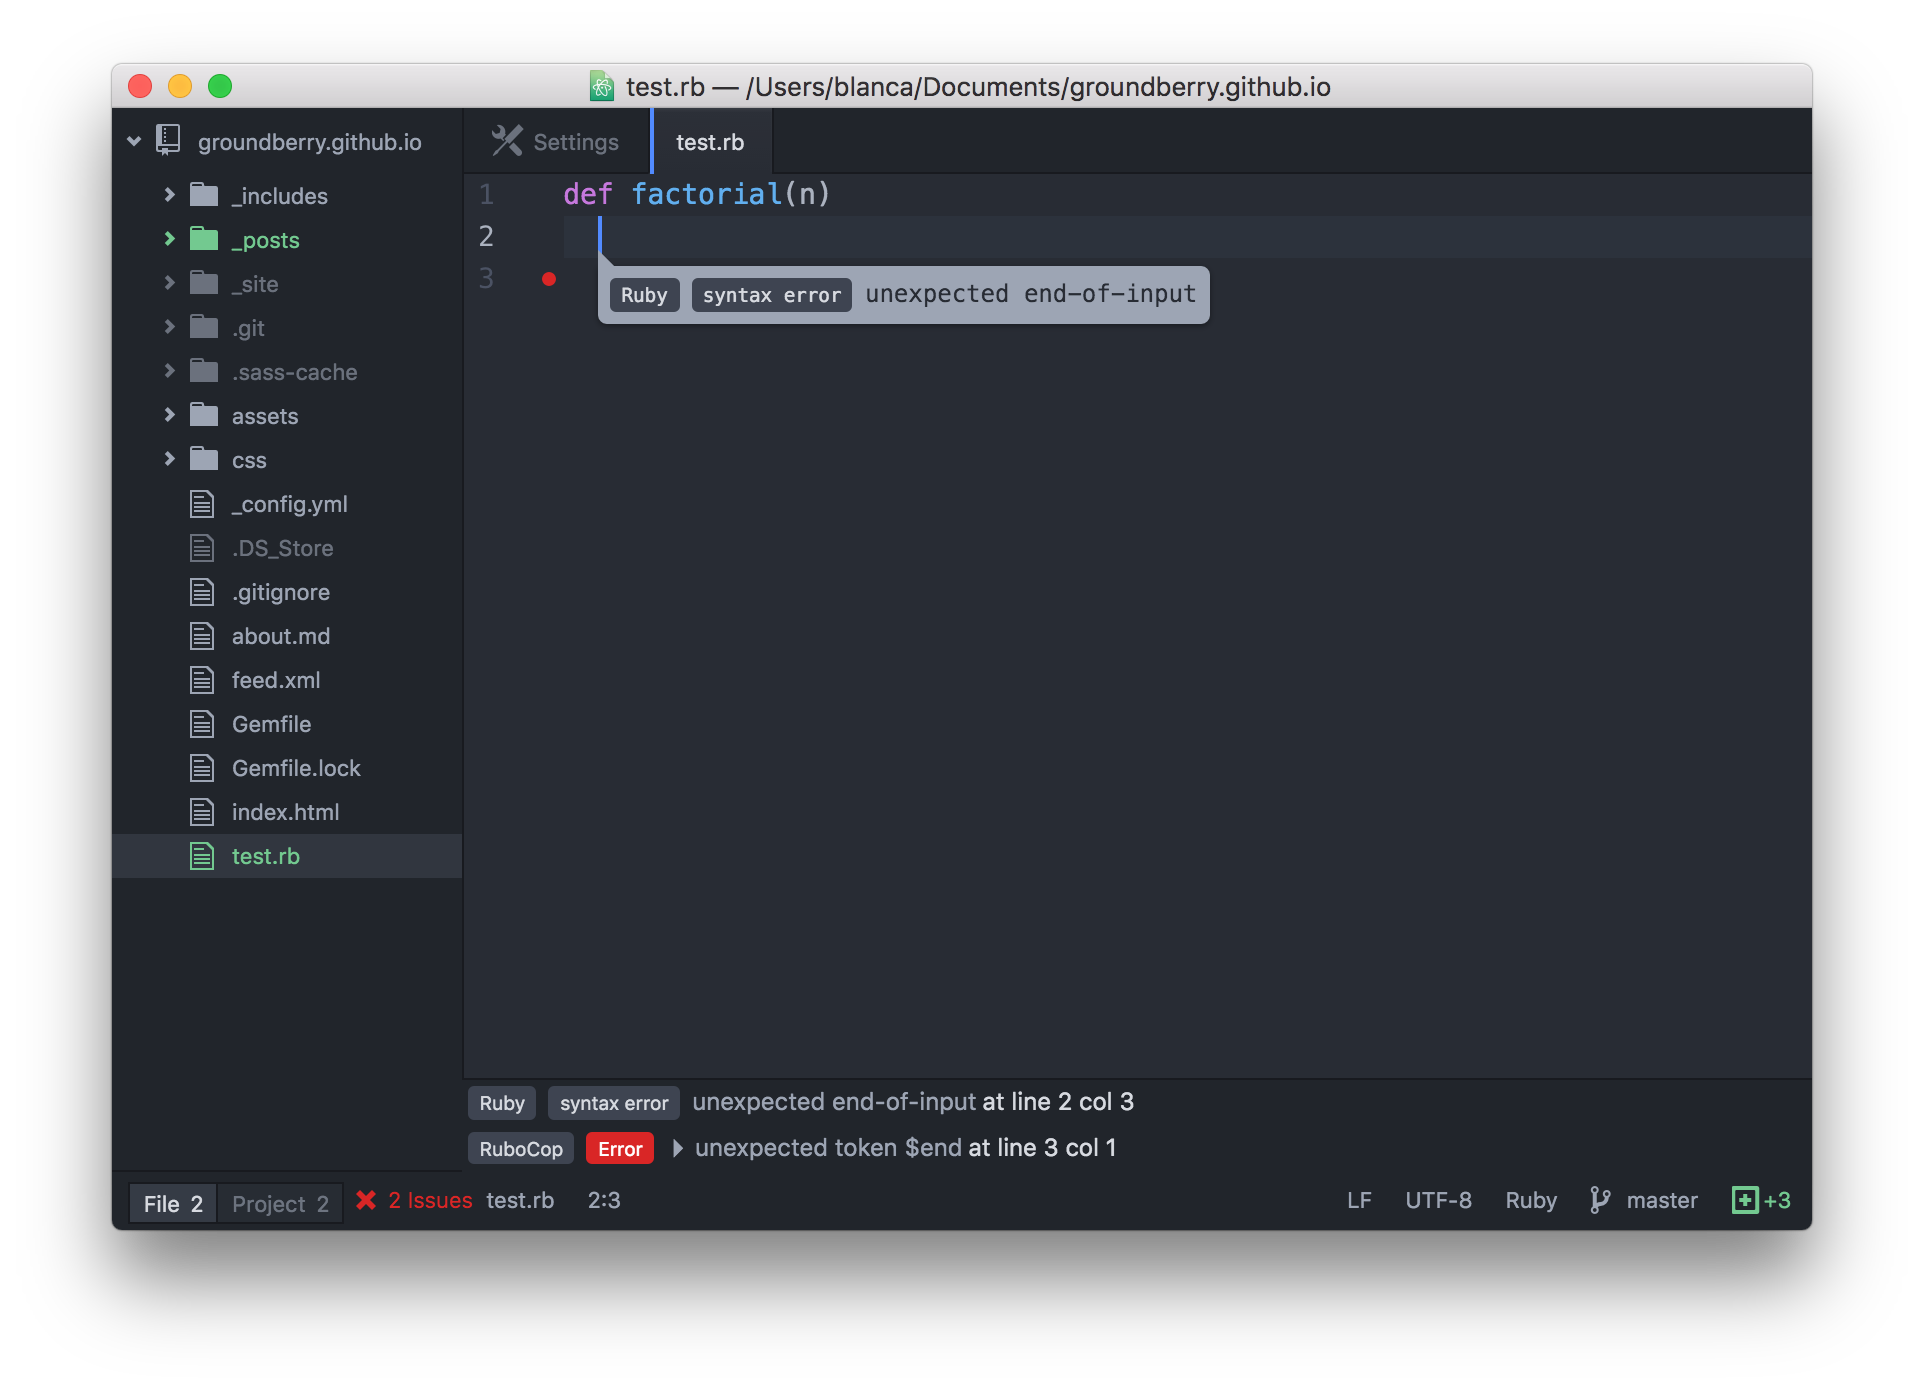 test.rb — /Users/blanca/Documents/groundberry.github.io
groundberry.github.io
_includes
_posts
_site
.git
.sass-cache
assets
css
_config.yml
.DS_Store
.gitignore
about.md
feed.xml
Gemfile
Gemfile.lock
index.html
test.rb
Settings
test.rb
1 def factorial(n)
2
3
Ruby syntax error unexpected end-of-input
Ruby syntax error unexpected end-of-input at line 2 col 3
RuboCop Error unexpected token $end at line 3 col 1
File 2 Project 2 2 Issues test.rb 2:3 LF UTF-8 Ruby master +3